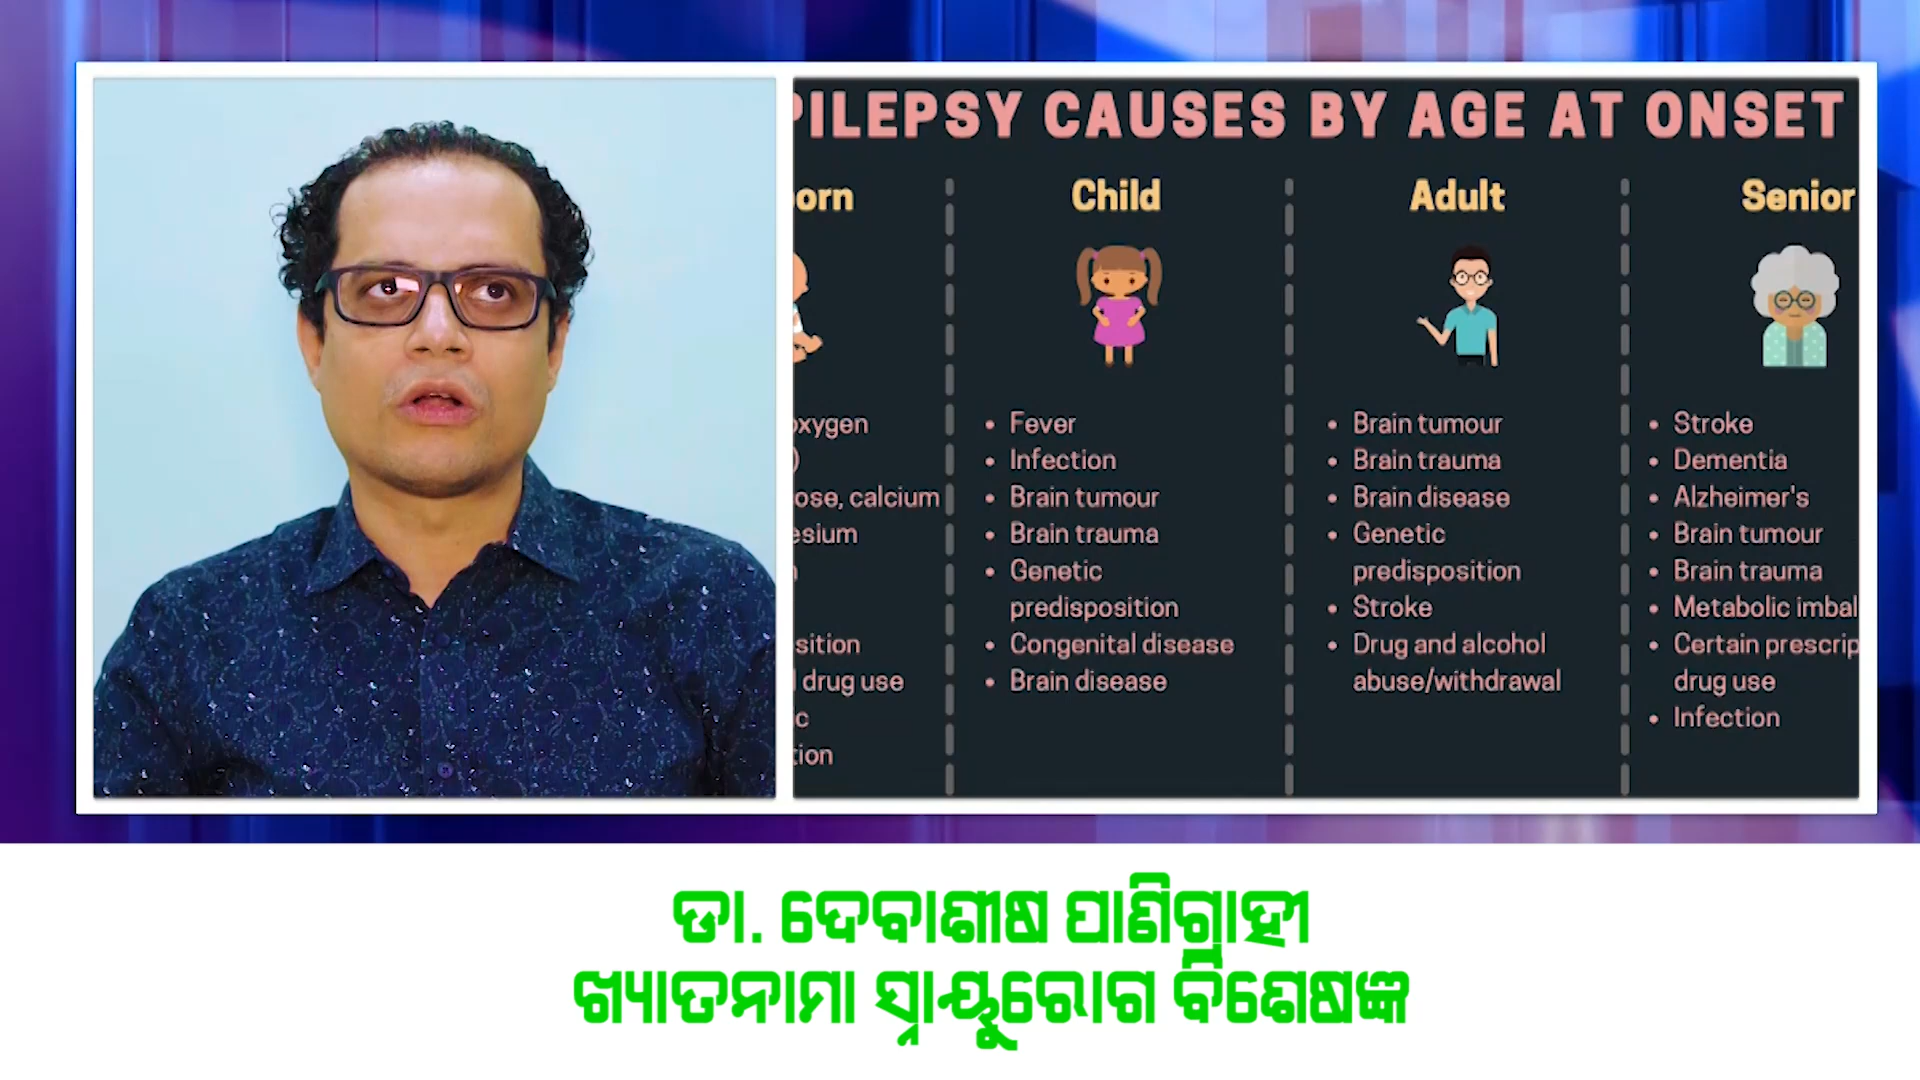 PILEPSY CAUSES BY AGE AT ONSET
orn
oxygen
)
ose, calcium
esium
n
sition
l drug use
c
tion
Child
• Fever
• Infection
• Brain tumour
• Brain trauma
• Genetic
predisposition
• Congenital disease
• Brain disease
Adult
• Brain tumour
• Brain trauma
• Brain disease
• Genetic
predisposition
• Stroke
• Drug and alcohol
abuse/withdrawal
Senior
• Stroke
• Dementia
• Alzheimer's
• Brain tumour
• Brain trauma
• Metabolic imbal
• Certain prescrip
drug use
• Infection
ଡା. ଦେବାଶୀଷ ପାଣିଗ୍ରାହୀ
ଖ୍ୟାତନାମା ସ୍ନାୟୁରୋଗ ବିଶେଷଜ୍ଞ